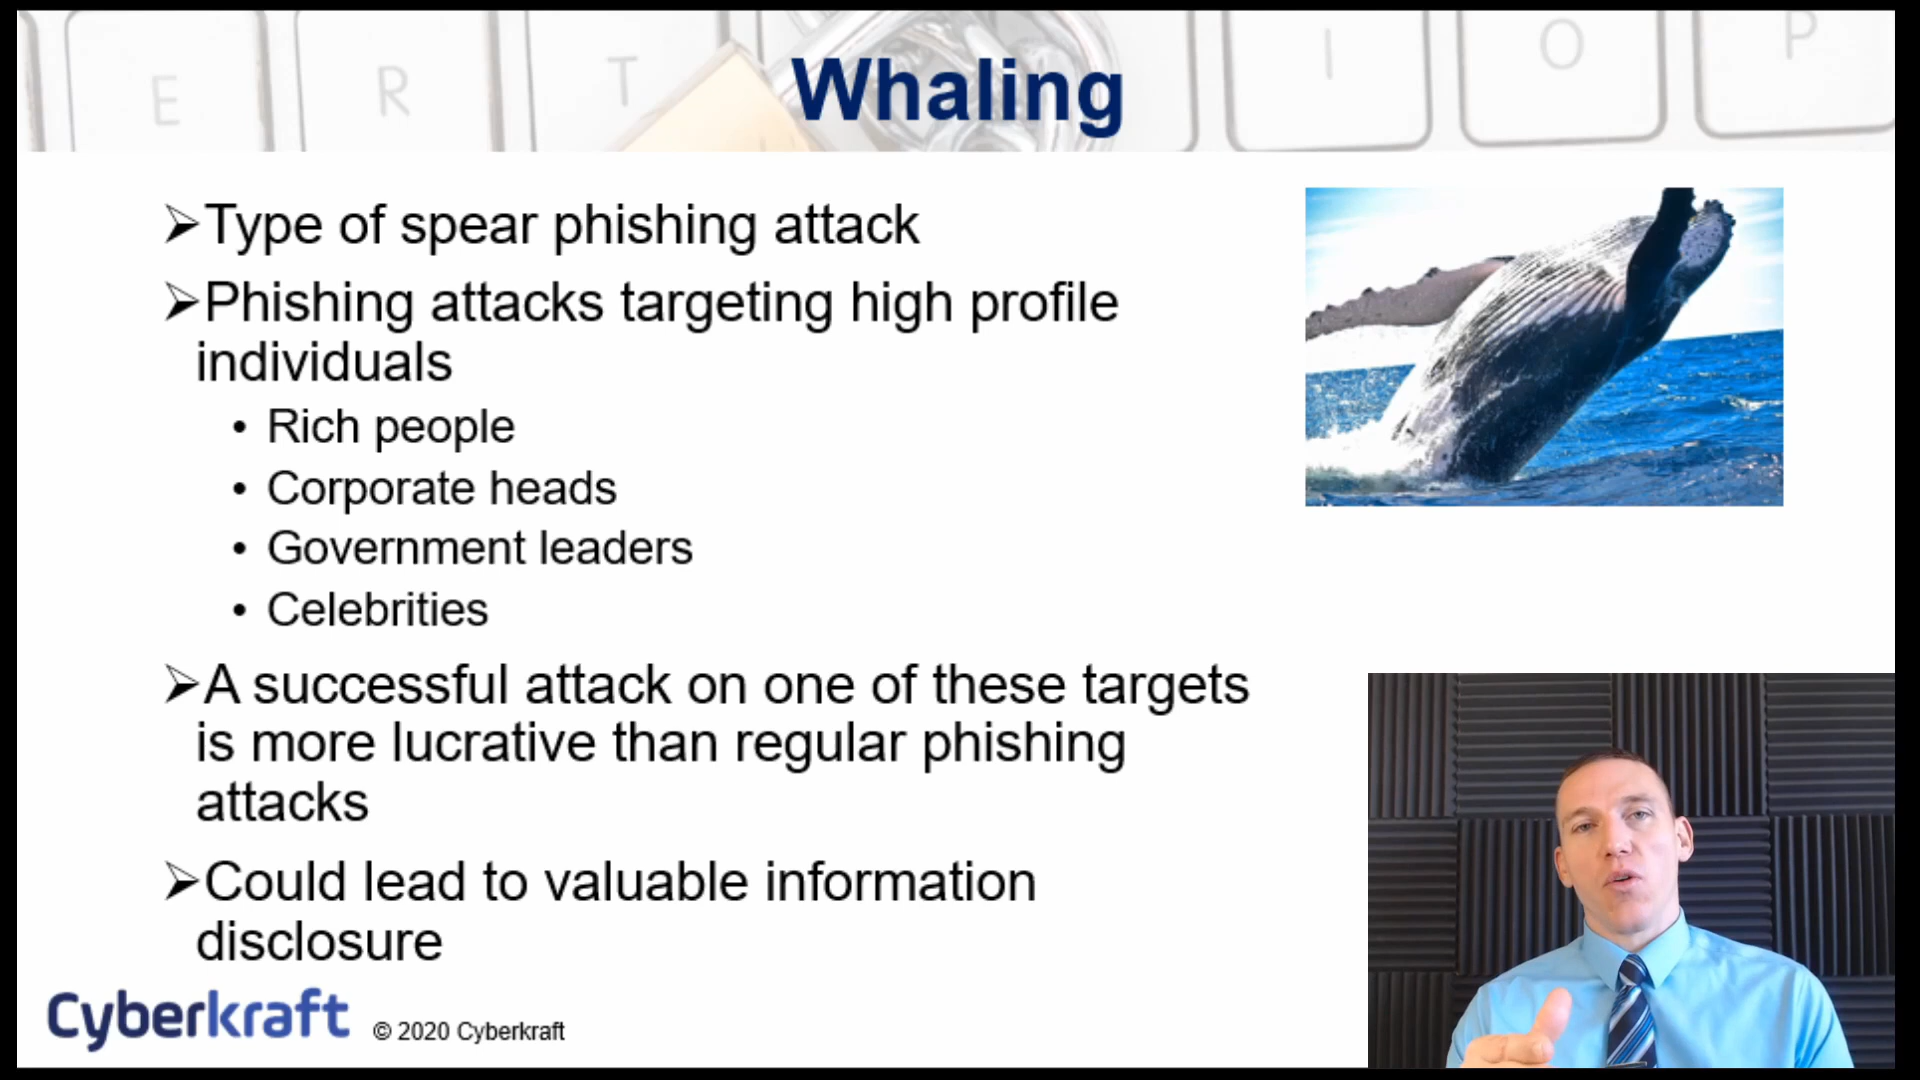 E R T I O P
Whaling
➢Type of spear phishing attack
➢Phishing attacks targeting high profile
individuals
• Rich people
• Corporate heads
• Government leaders
• Celebrities
➢A successful attack on one of these targets
is more lucrative than regular phishing
attacks
➢Could lead to valuable information
disclosure
Cyberkraft © 2020 Cyberkraft